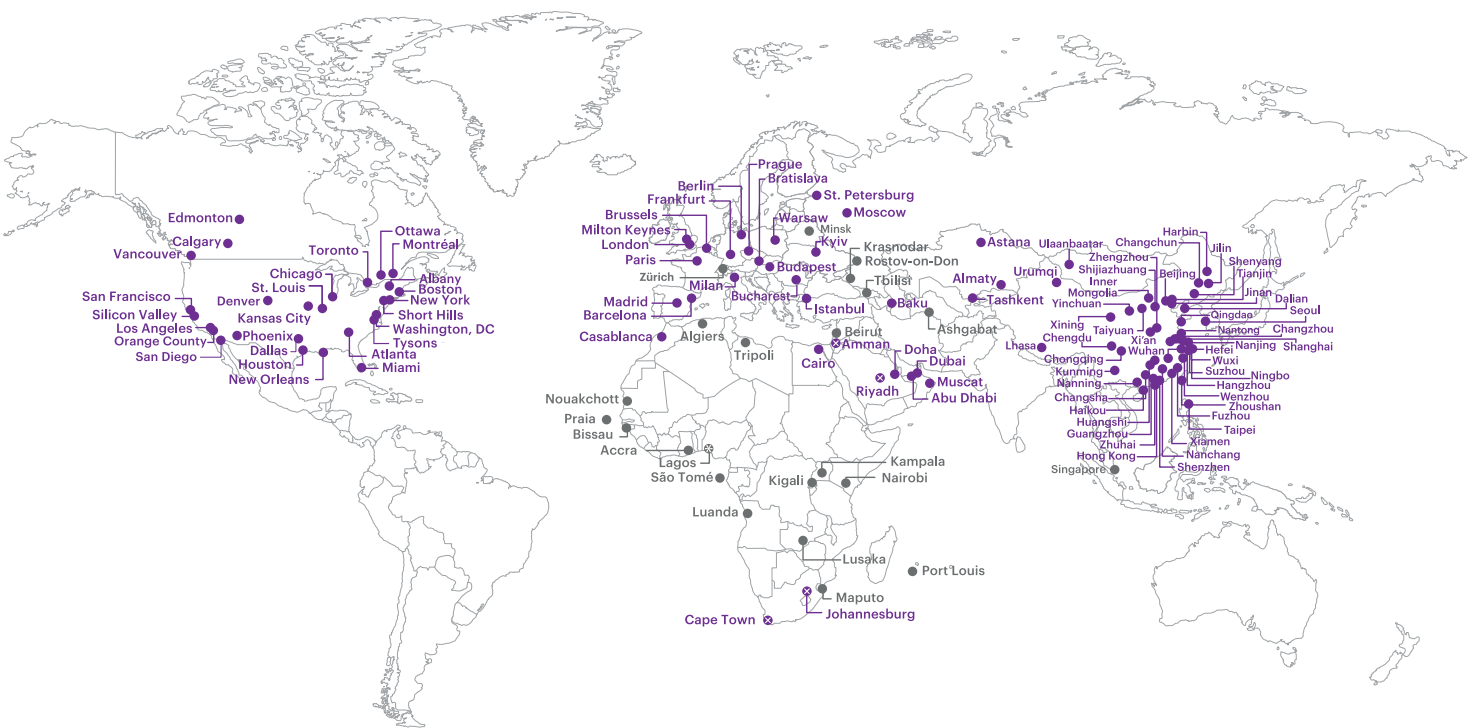 Edmonton
Calgary
Vancouver
San Francisco
Silicon Valley
Los Angeles
Orange County
San Diego
Denver
Kansas City
St. Louis
Chicago
Toronto
Phoenix
Dallas
Houston
New Orleans
Ottawa
Montréal
Albany
Boston
New York
Short Hills
Washington, DC
Tysons
Atlanta
Miami
Prague
Bratislava
Berlin
Frankfurt
Brussels
Milton Keynes
London
Paris
Zürich
Milan
Madrid
Barcelona
Casablanca
Algiers
Tripoli
Warsaw
Budapest
Bucharest
Istanbul
St. Petersburg
Moscow
Minsk
Kyiv
Krasnodar
Rostov-on-Don
Tbilisi
Baku
Ashgabat
Beirut
Amman
Cairo
Riyadh
Doha
Dubai
Muscat
Abu Dhabi
Nouakchott
Praia
Bissau
Accra
Lagos
São Tomé
Luanda
Kigali
Kampala
Nairobi
Lusaka
Port Louis
Maputo
Johannesburg
Cape Town
Astana
Almaty
Tashkent
Ulaanbaatar
Urumqi
Lhasa
Harbin
Changchun
Jilin
Zhengzhou
Shenyang
Shijiazhuang
Beijing
Tianjin
Inner
Mongolia
Jinan
Yinchuan
Dalian
Seoul
Qingdao
Xining
Taiyuan
Nantong
Changzhou
Chengdu
Xi'an
Nanjing
Shanghai
Wuhan
Hefei
Chongqing
Wuxi
Kunming
Suzhou
Ningbo
Nanning
Hangzhou
Changsha
Wenzhou
Haikou
Zhoushan
Huangshi
Fuzhou
Guangzhou
Taipei
Zhuhai
Xiamen
Hong Kong
Nanchang
Shenzhen
Singapore